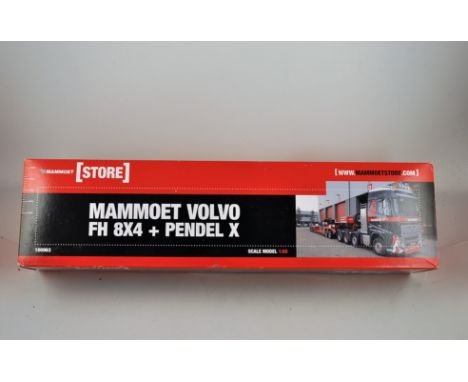 MAMMOET [STORE]
[WWW.MAMMOETSTORE.COM]
MAMMOET VOLVO
FH 8X4 + PENDEL X
SCALE MODEL 1:50